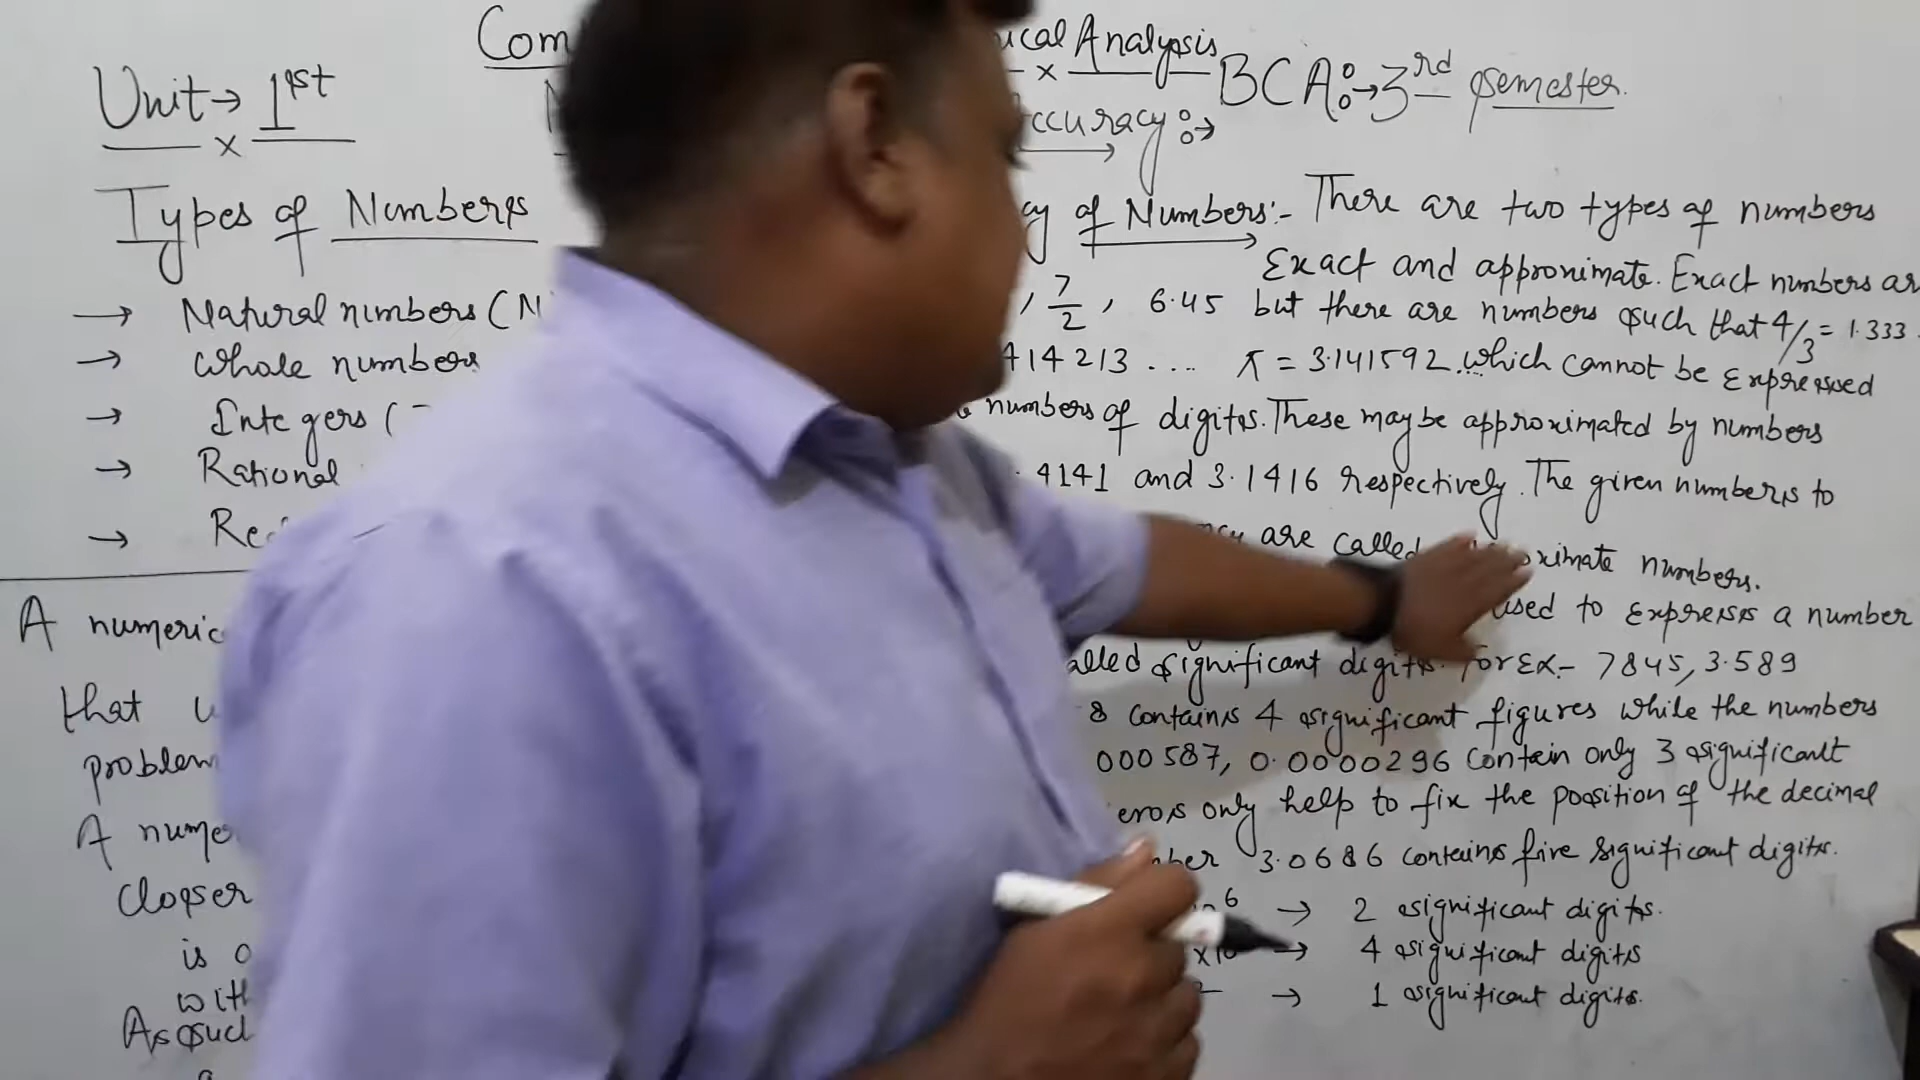 Unit → 1st
Com
ical Analysis
BCA: → 3rd Semester.
ccuracy: →
Types of Numbers
→ Natural numbers (N
→ Whole numbers
→ Integers (
→ Rational
→ Re
cy of Numbers:- There are two types of numbers
Exact and approximate. Exact numbers ar
, 7/2, 6.45 but there are numbers such that 4/3 = 1.333
414213 .... π = 3.141592.... which cannot be expressed
numbers of digits. These may be approximated by numbers
.4141 and 3.1416 respectively. The given numbers to
are called oximate numbers.
used to express a number
alled significant digits. For Ex.- 7845, 3.589
8 contains 4 significant figures while the numbers
000587, 0.0000296 contain only 3 significant
eros only help to fix the position of the decimal
mber 3.0686 contains five significant digits.
6 → 2 significant digits.
x10 → 4 significant digits
→ 1 significant digits.
A numeric
that
problem
A nume
Closer
is
with
As suc